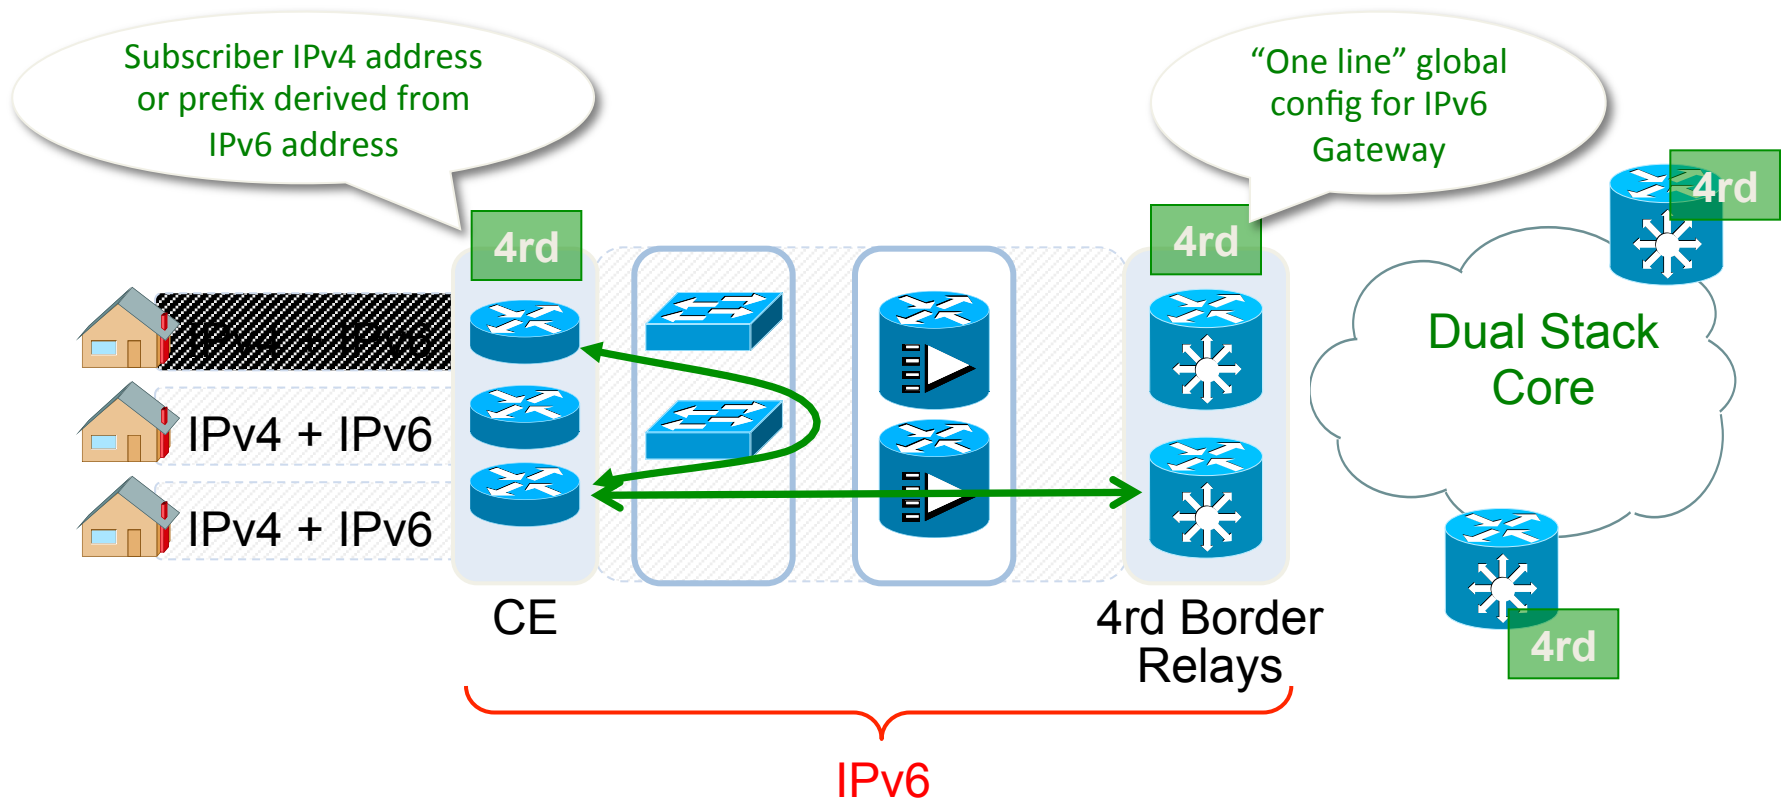 Subscriber IPv4 address
or prefix derived from
IPv6 address
“One line” global
config for IPv6
Gateway
4rd
4rd
4rd
IPv4 + IPv6
IPv4 + IPv6
IPv4 + IPv6
Dual Stack
Core
CE
4rd Border
Relays
4rd
IPv6